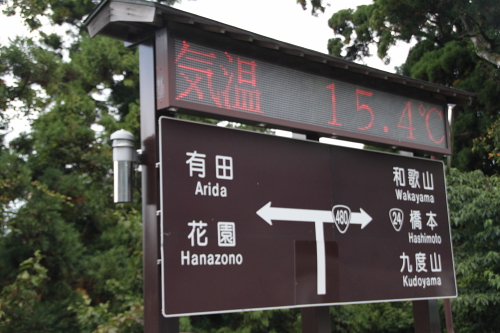 気温 15.4℃
有田
Arida
花園
Hanazono
480
和歌山
Wakayama
24 橋本
Hashimoto
九度山
Kudoyama